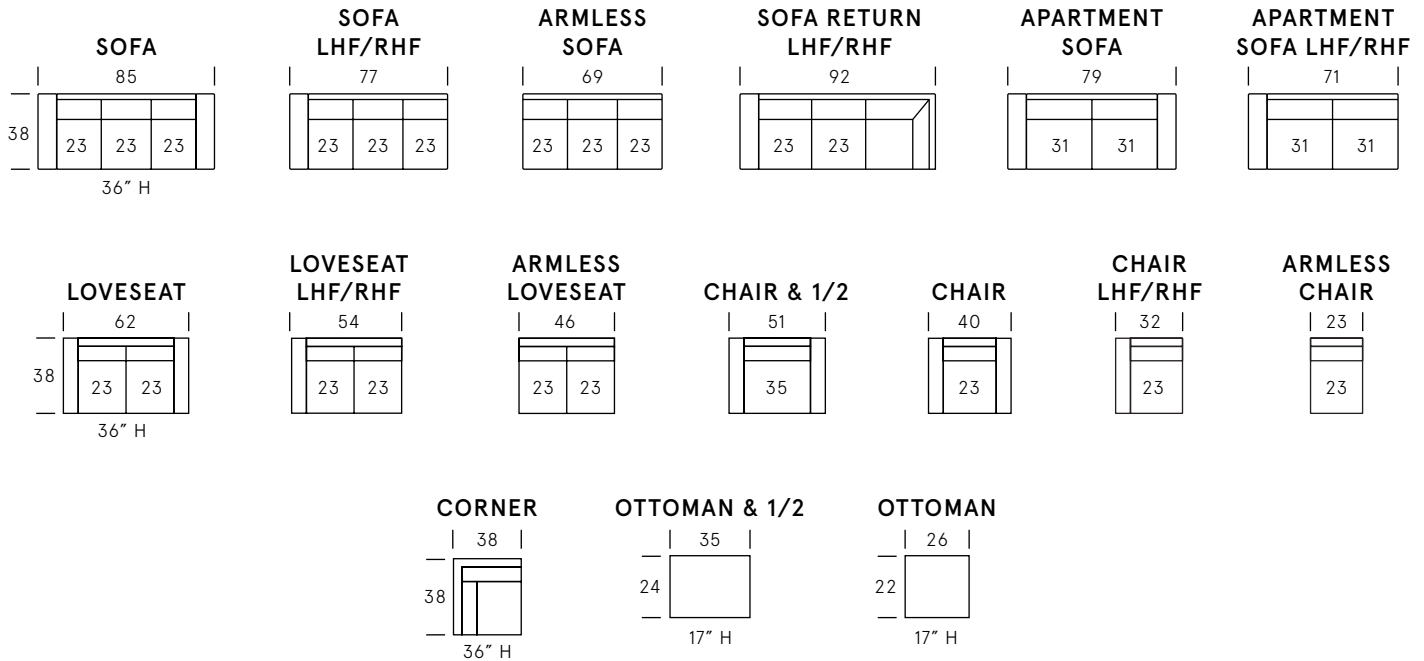 SOFA
SOFA
LHF/RHF
ARMLESS
SOFA
SOFA RETURN
LHF/RHF
APARTMENT
SOFA
APARTMENT
SOFA LHF/RHF
85
77
69
92
79
71
38
23 23 23
23 23 23
23 23 23
23 23
31 31
31 31
36″ H
LOVESEAT
LOVESEAT
LHF/RHF
ARMLESS
LOVESEAT
CHAIR & 1/2
CHAIR
CHAIR
LHF/RHF
ARMLESS
CHAIR
62
54
46
51
40
32
23
38
23 23
23 23
23 23
35
23
23
23
36″ H
CORNER
OTTOMAN & 1/2
OTTOMAN
38
35
26
38
24
22
36″ H
17″ H
17″ H